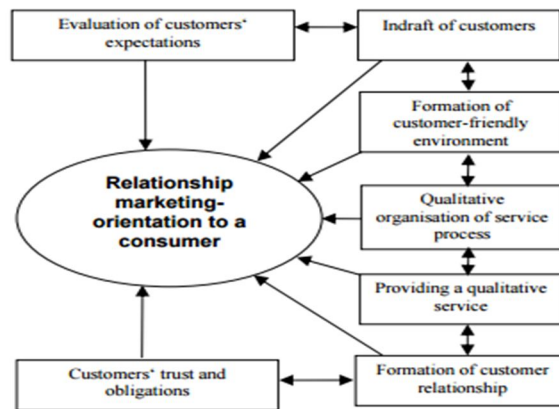 Evaluation of customers‘
expectations
Indraft of customers
Formation of
customer-friendly
environment
Relationship
marketing-
orientation to a
consumer
Qualitative
organisation of service
process
Providing a qualitative
service
Customers‘ trust and
obligations
Formation of customer
relationship